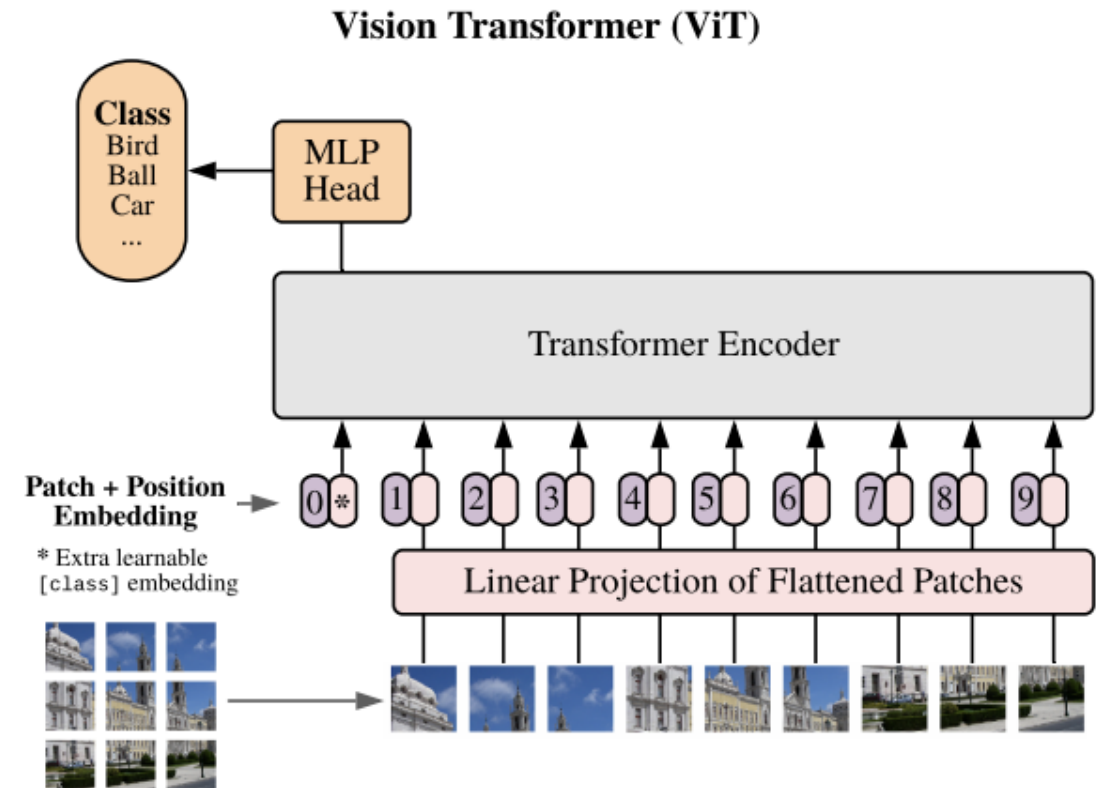 Vision Transformer (ViT)
Class
Bird
Ball
Car
...
MLP
Head
Transformer Encoder
Patch + Position
Embedding
0 * 1 2 3 4 5 6 7 8 9
* Extra learnable
[class] embedding
Linear Projection of Flattened Patches